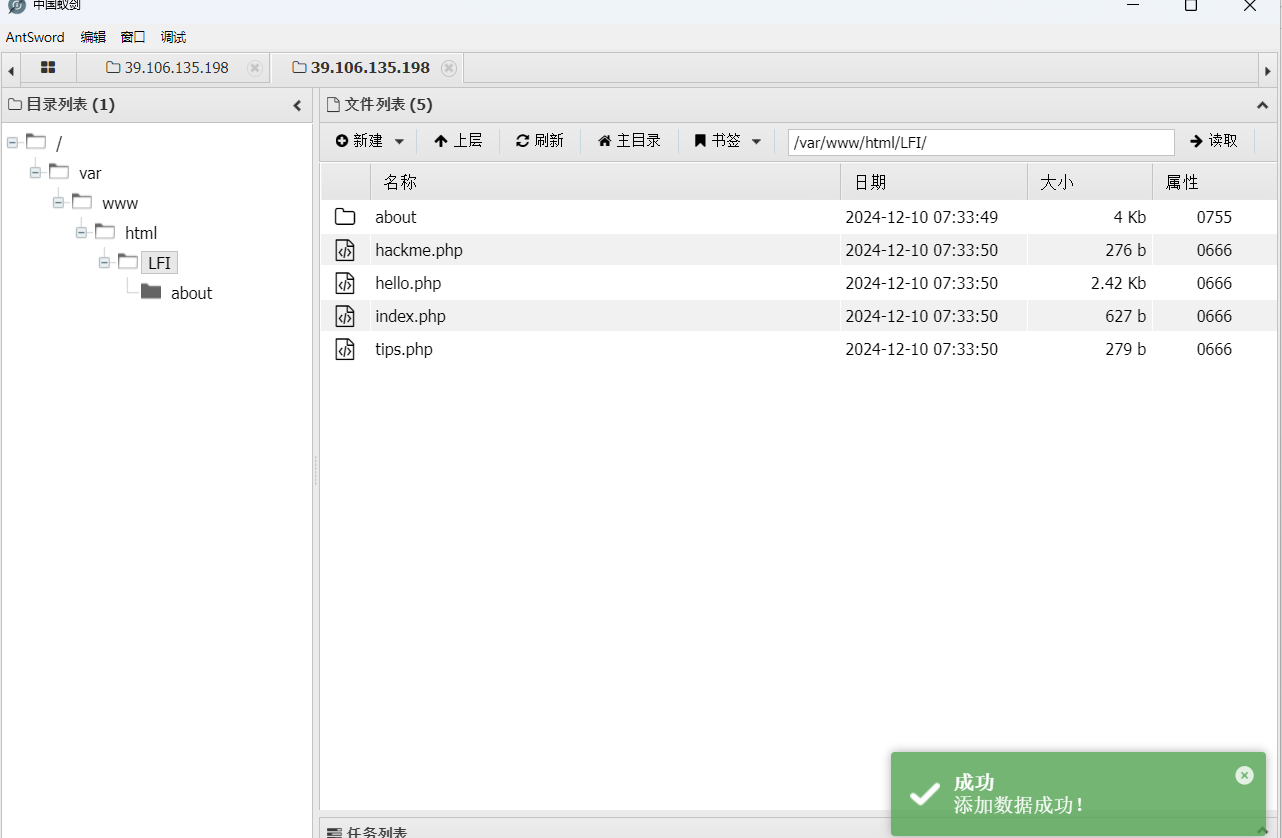 中国蚁剑
AntSword 编辑 窗口 调试
39.106.135.198 39.106.135.198
目录列表 (1)
/
var
www
html
LFI
about
文件列表 (5)
新建 上层 刷新 主目录 书签 /var/www/html/LFI/ 读取
名称 日期 大小 属性
about 2024-12-10 07:33:49 4 Kb 0755
hackme.php 2024-12-10 07:33:50 276 b 0666
hello.php 2024-12-10 07:33:50 2.42 Kb 0666
index.php 2024-12-10 07:33:50 627 b 0666
tips.php 2024-12-10 07:33:50 279 b 0666
成功
添加数据成功！
任务列表